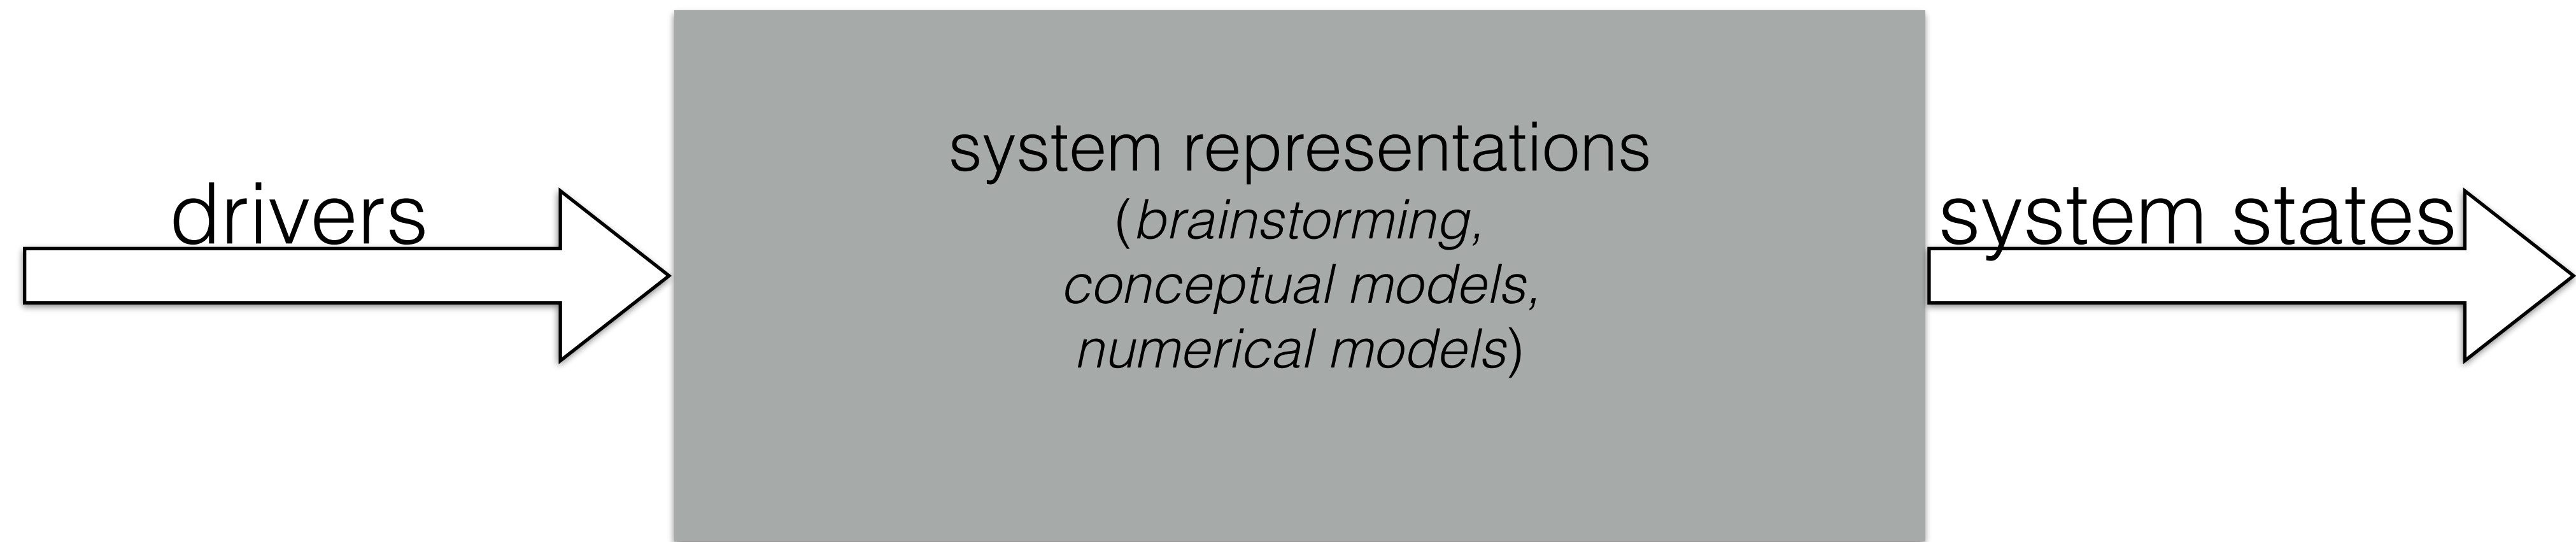 drivers
system representations
(brainstorming,
conceptual models,
numerical models)
system states